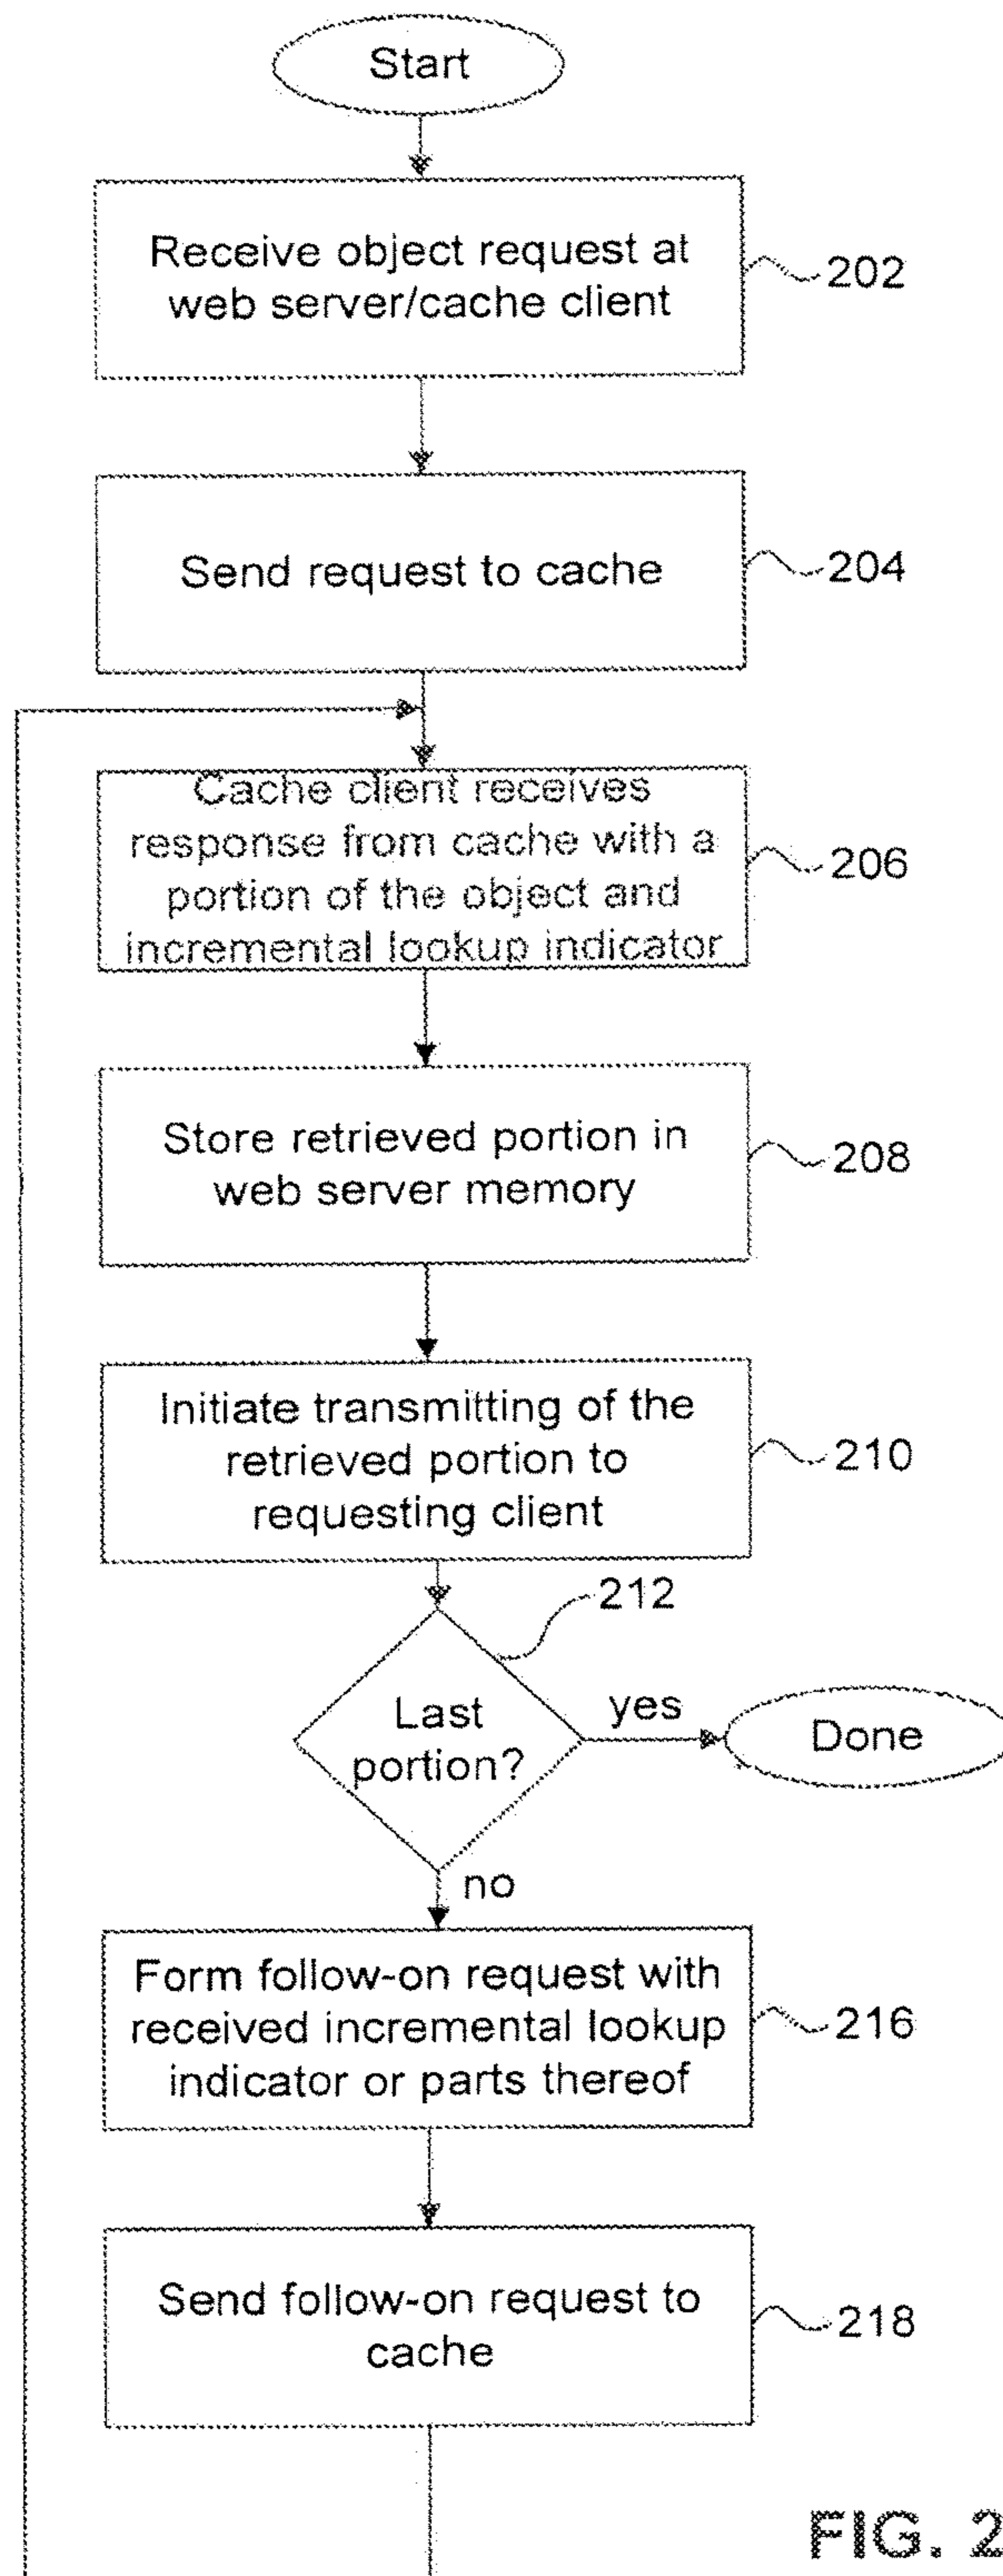 Start
Receive object request at
web server/cache client
202
Send request to cache
204
Cache client receives
response from cache with a
portion of the object and
incremental lookup indicator
206
Store retrieved portion in
web server memory
208
Initiate transmitting of the
retrieved portion to
requesting client
210
212
Last
portion?
yes
Done
no
Form follow-on request with
received incremental lookup
indicator or parts thereof
216
Send follow-on request to
cache
218
FIG. 2